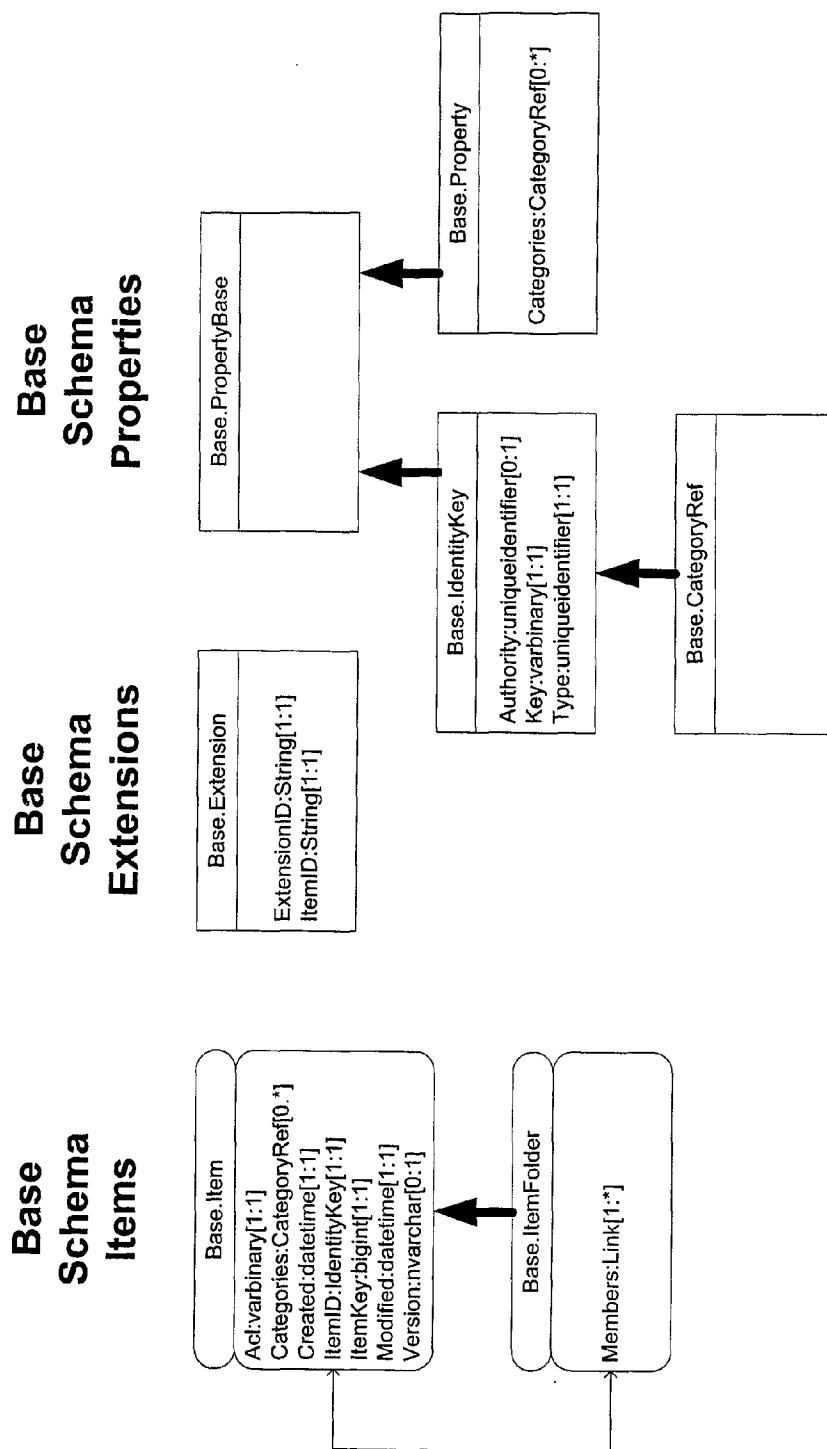 Base
Schema
Items
Base.Item
Acl:varbinary[1:1]
Categories:CategoryRef[0.*]
Created:datetime[1:1]
ItemID:IdentityKey[1:1]
ItemKey:bigint[1:1]
Modified:datetime[1:1]
Version:nvarchar[0:1]
Base.ItemFolder
Members:Link[1:*]
Base
Schema
Extensions
Base.Extension
ExtensionID:String[1:1]
ItemID:String[1:1]
Base
Schema
Properties
Base.PropertyBase
Base.IdentityKey
Authority:uniqueidentifier[0:1]
Key:varbinary[1:1]
Type:uniqueidentifier[1:1]
Base.Property
Categories:CategoryRef[0:*]
Base.CategoryRef